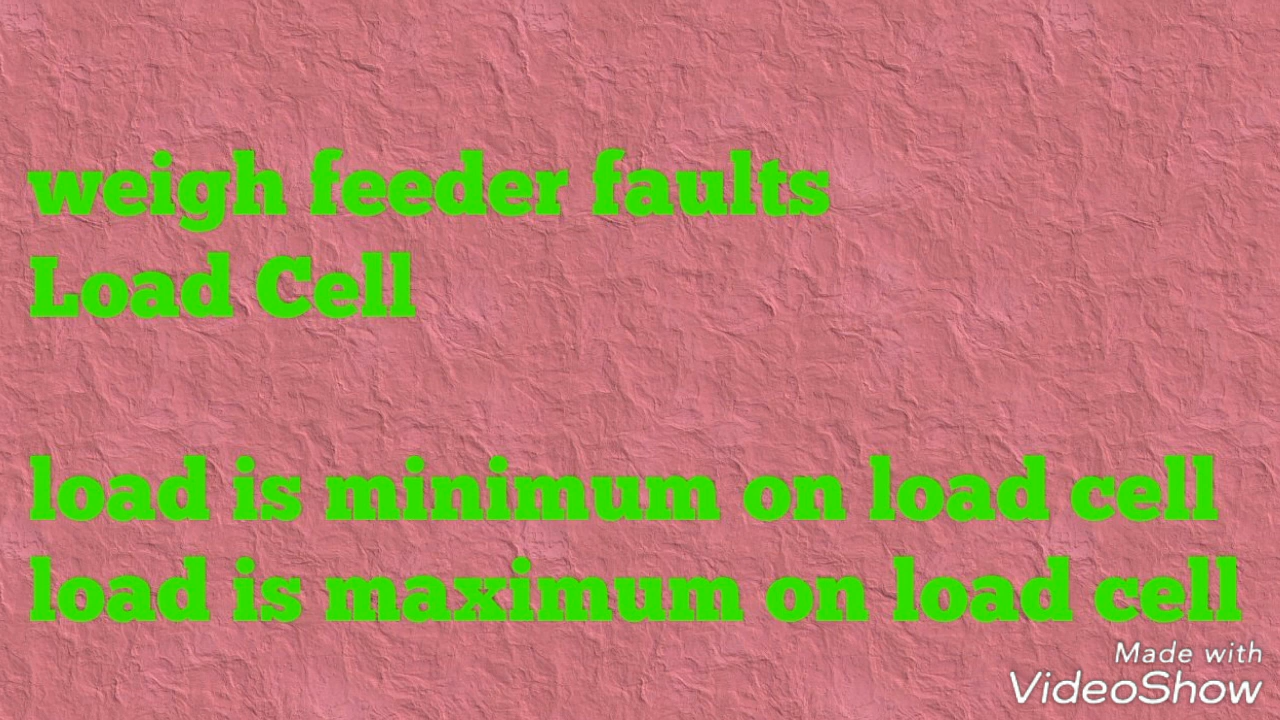 weigh feeder faults
Load Cell
load is minimum on load cell
load is maximum on load cell
Made with
VideoShow